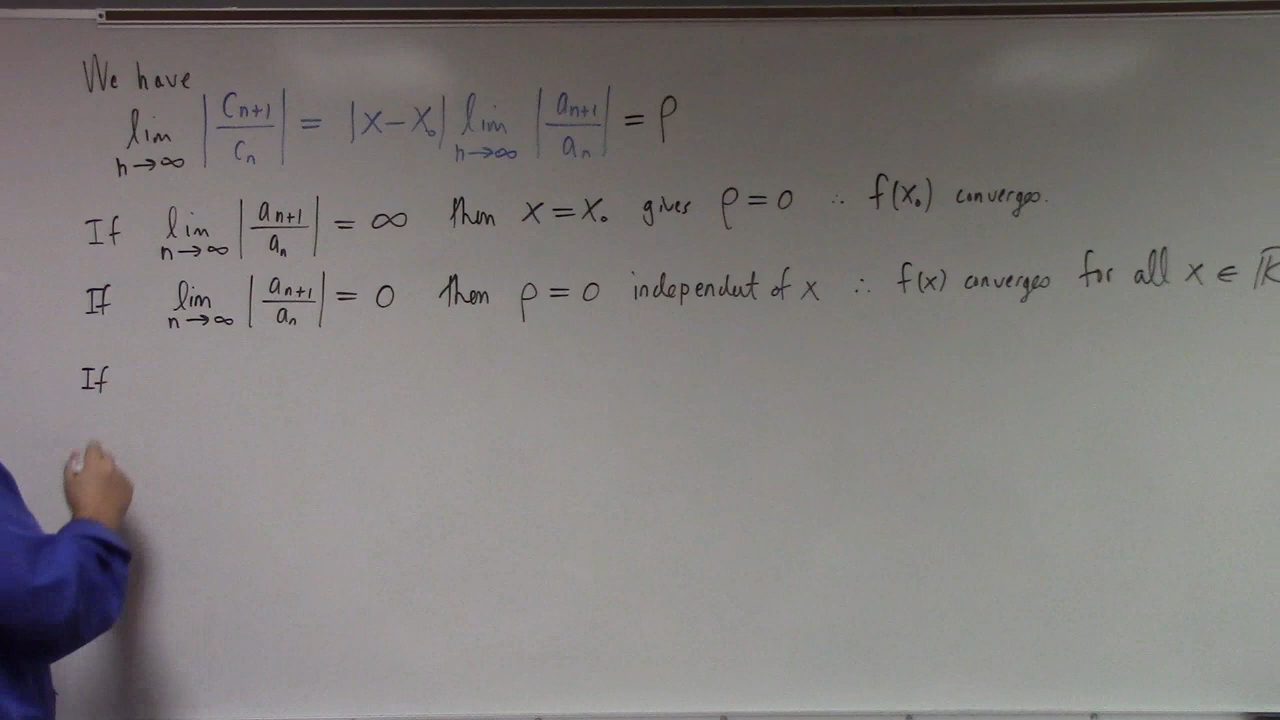 We have
lim n→∞ |Cn+1/Cn| = |x-x₀| lim n→∞ |an+1/an| = ρ
If lim n→∞ |an+1/an| = ∞ then x = x₀ gives ρ = 0 ∴ f(x₀) converges.
If lim n→∞ |an+1/an| = 0 then ρ = 0 independent of x ∴ f(x) converges for all x ∈ ℝ
If